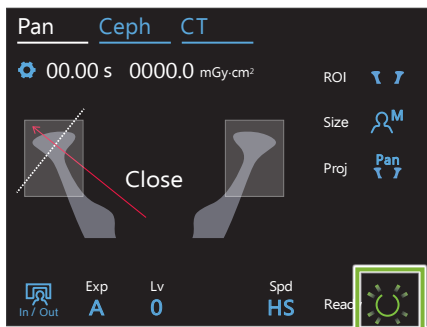 Pan Ceph CT
00.00 s 0000.0 mGy·cm²
ROI
Size M
Proj Pan
Close
In / Out
Exp A
Lv 0
Spd HS
Ready